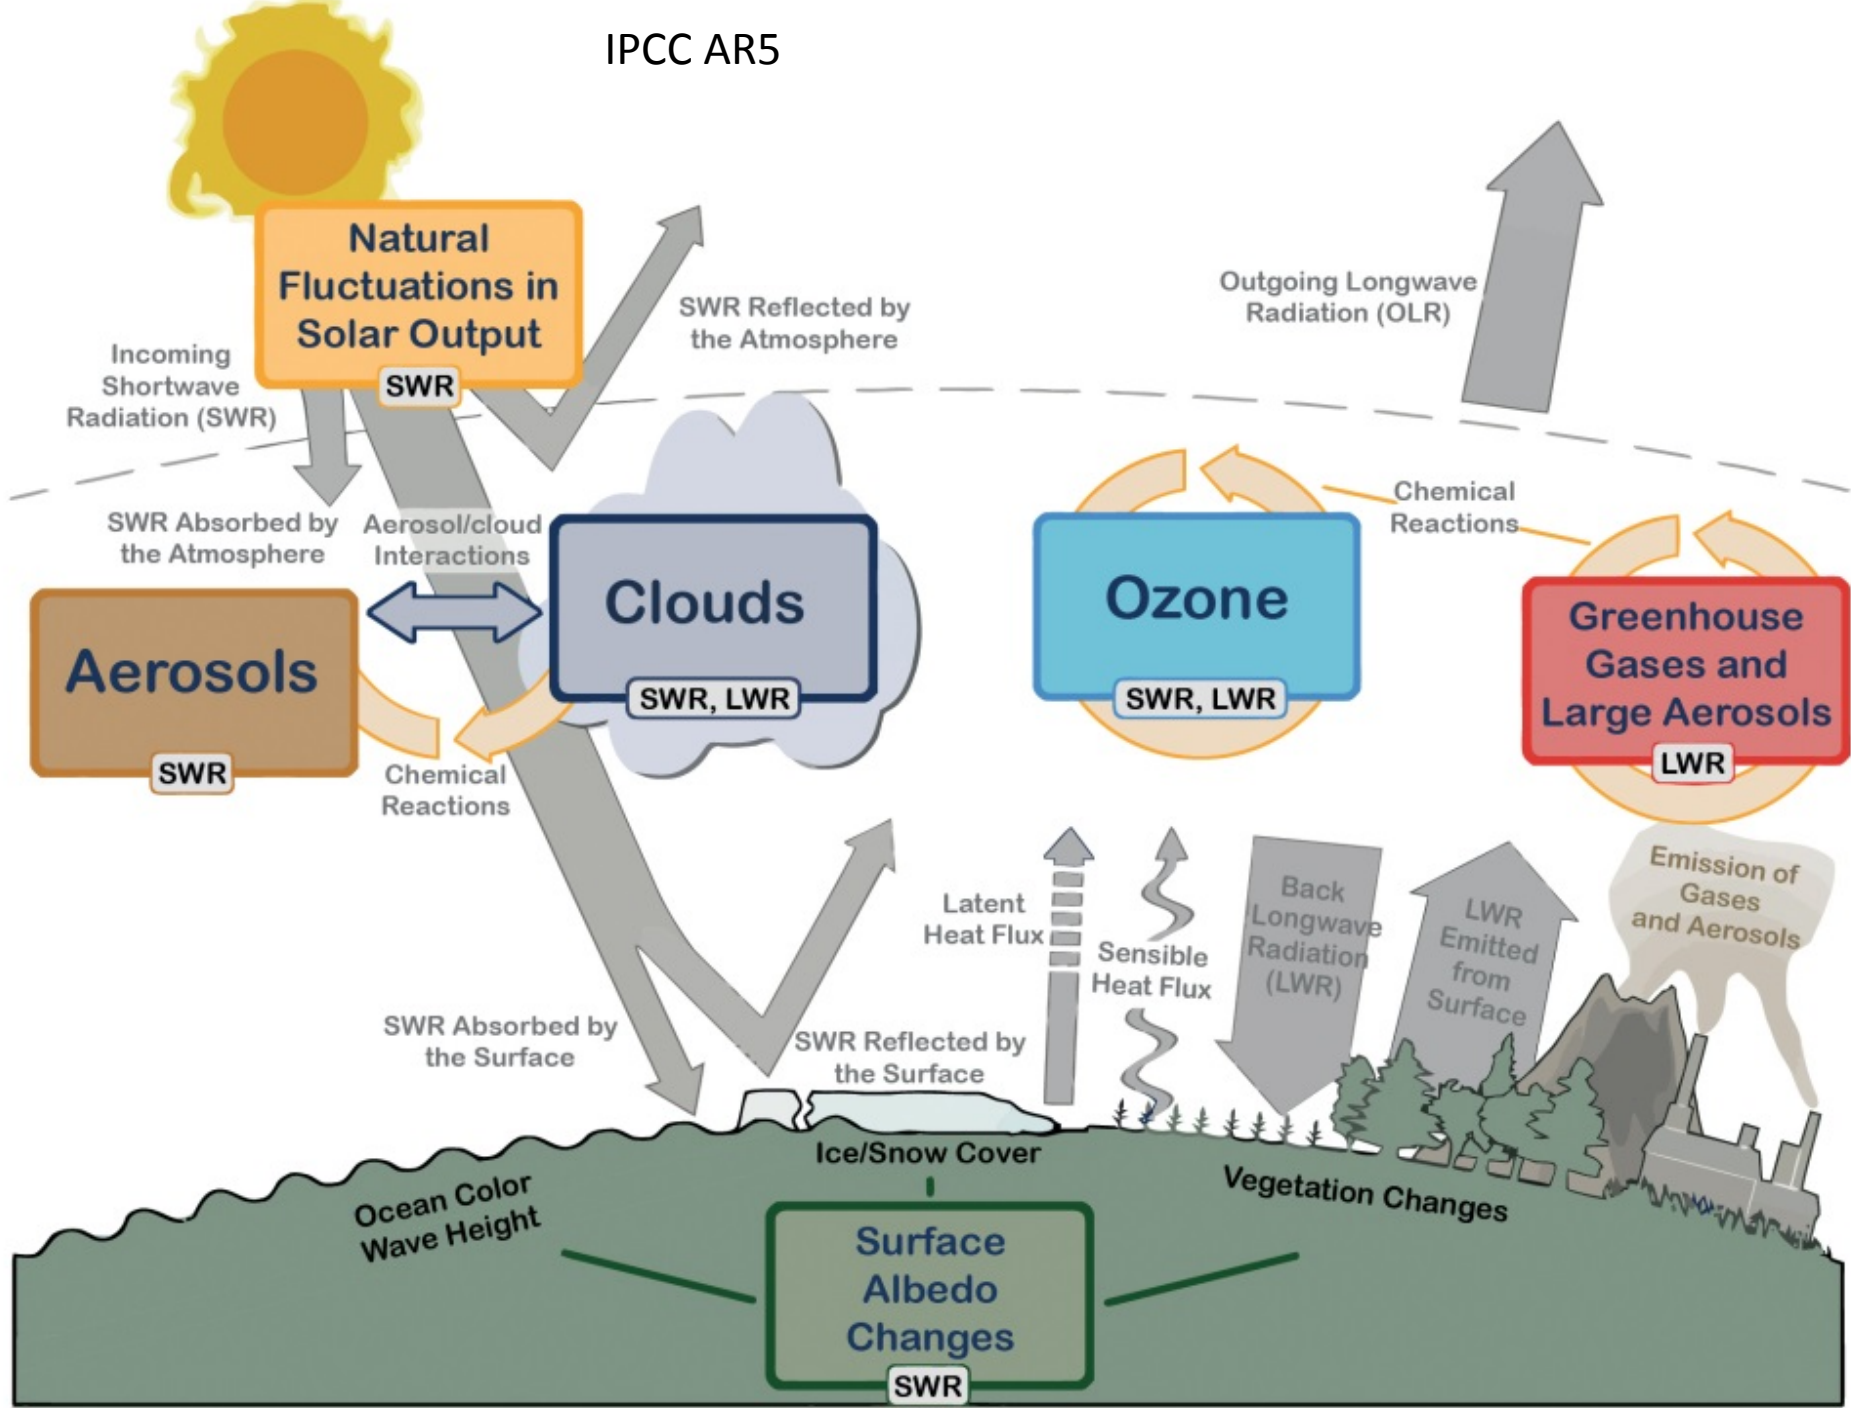 IPCC AR5
Natural
Fluctuations in
Solar Output
SWR
Incoming
Shortwave
Radiation (SWR)
SWR Reflected by
the Atmosphere
Outgoing Longwave
Radiation (OLR)
SWR Absorbed by
the Atmosphere
Aerosol/cloud
Interactions
Chemical
Reactions
Aerosols
SWR
Clouds
SWR, LWR
Ozone
SWR, LWR
Greenhouse
Gases and
Large Aerosols
LWR
Chemical
Reactions
Emission of
Gases
and Aerosols
Latent
Heat Flux
Sensible
Heat Flux
Back
Longwave
Radiation
(LWR)
LWR
Emitted
from
Surface
SWR Absorbed by
the Surface
SWR Reflected by
the Surface
Ice/Snow Cover
Ocean Color
Wave Height
Vegetation Changes
Surface
Albedo
Changes
SWR